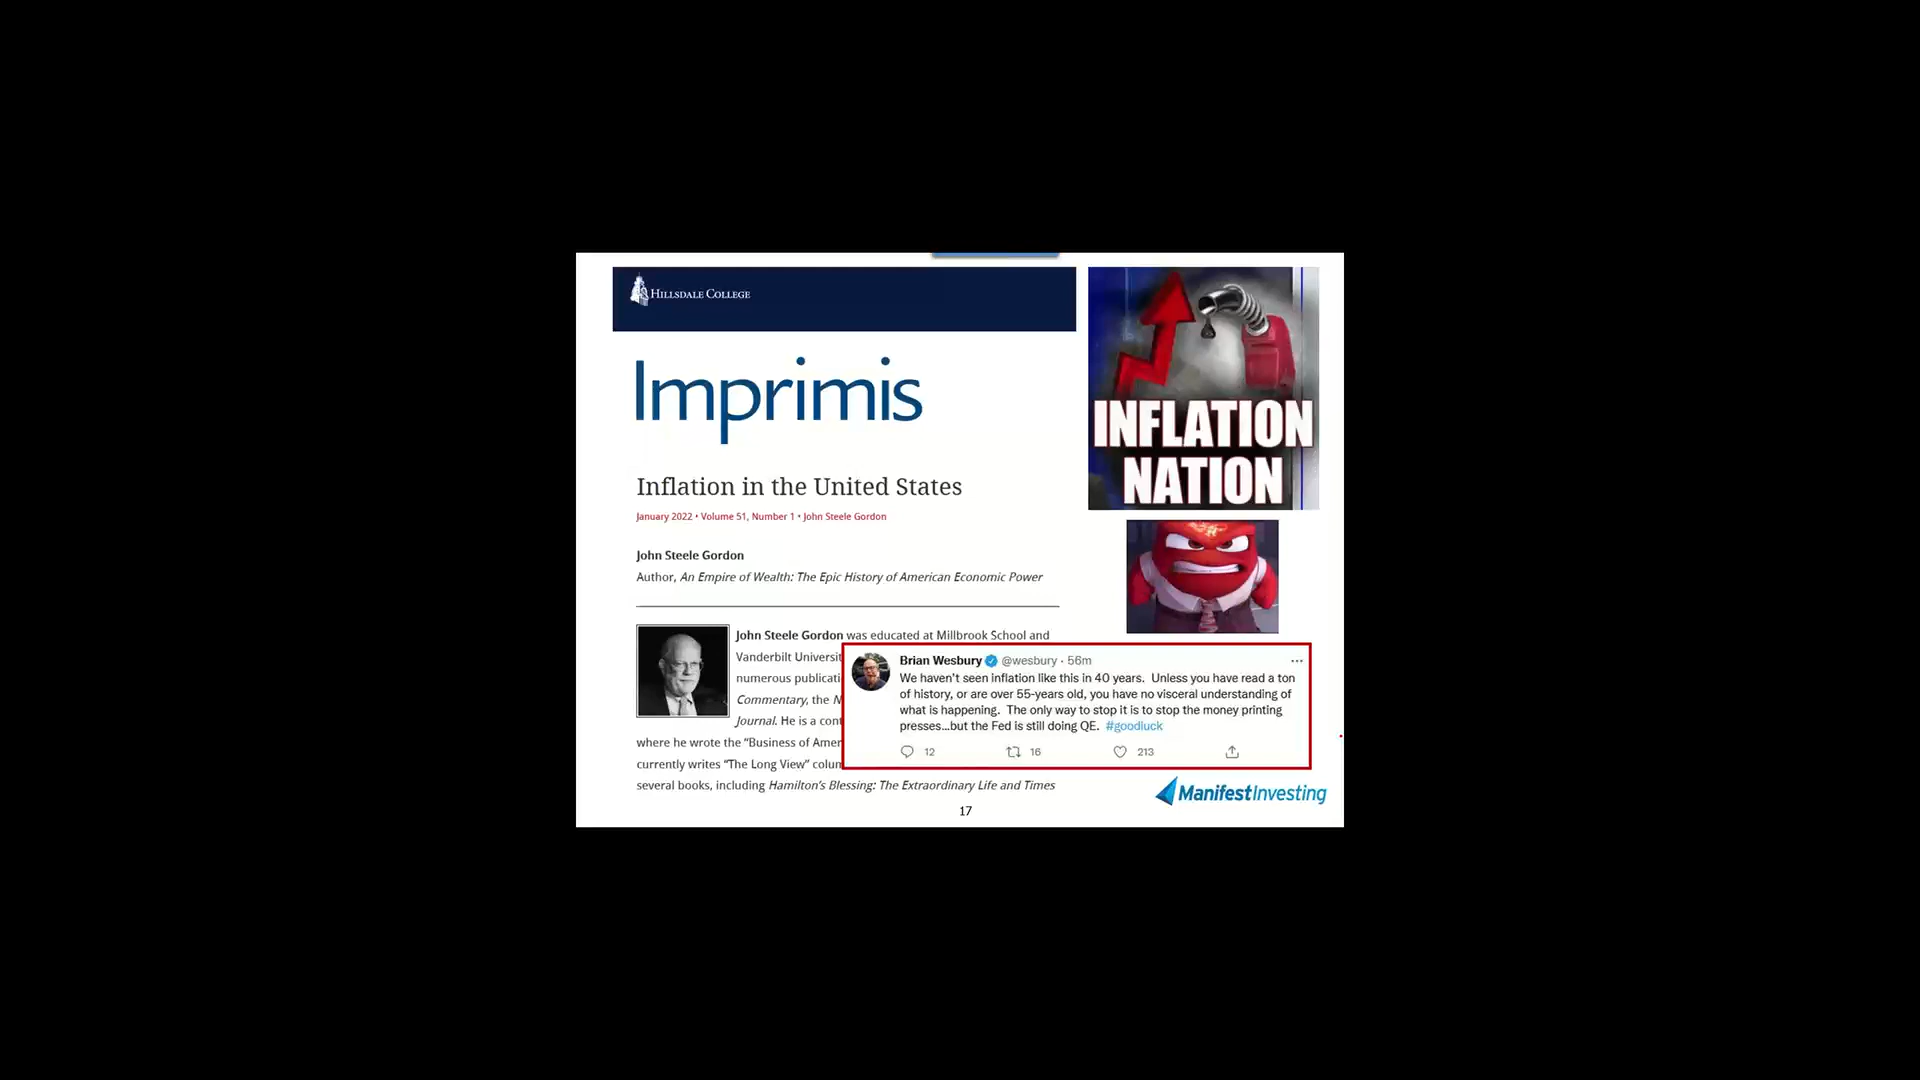 HILLSDALE COLLEGE
Imprimis
Inflation in the United States
January 2022 • Volume 51, Number 1 • John Steele Gordon
John Steele Gordon
Author, An Empire of Wealth: The Epic History of American Economic Power
John Steele Gordon was educated at Millbrook School and
Vanderbilt
numerous
Commentary, the
Journal. He is a
where he wrote the “Business of
currently writes “The Long View”
several books, including Hamilton’s Blessing: The Extraordinary Life and Times
INFLATION
NATION
Brian Wesbury @wesbury · 56m
We haven't seen inflation like this in 40 years. Unless you have read a ton
of history, or are over 55-years old, you have no visceral understanding of
what is happening. The only way to stop it is to stop the money printing
presses...but the Fed is still doing QE. #goodluck
12 16 213
ManifestInvesting
17